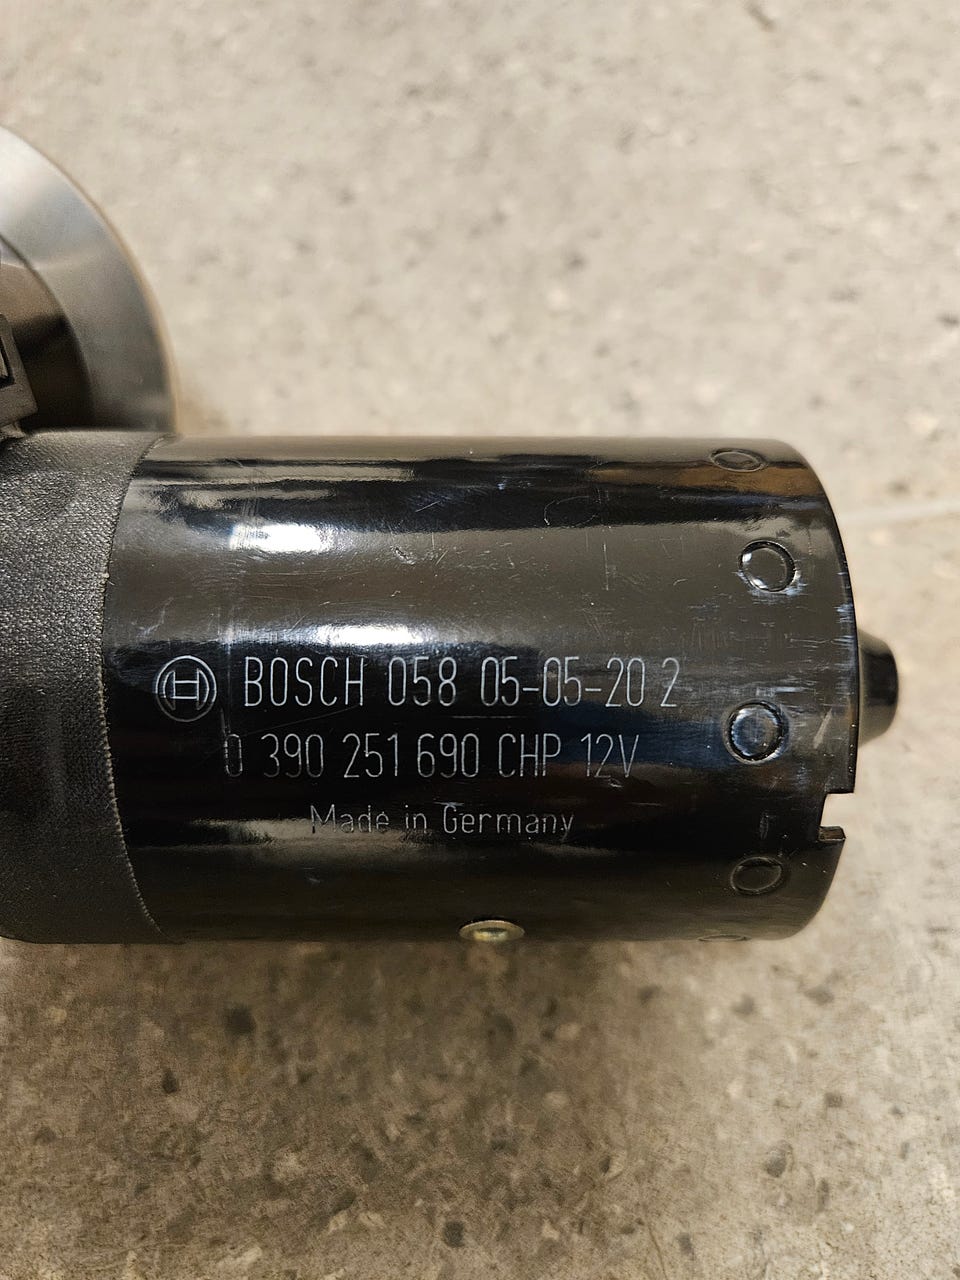 BOSCH 058 05-05-20 2
0 390 251 690 CHP 12V
Made in Germany